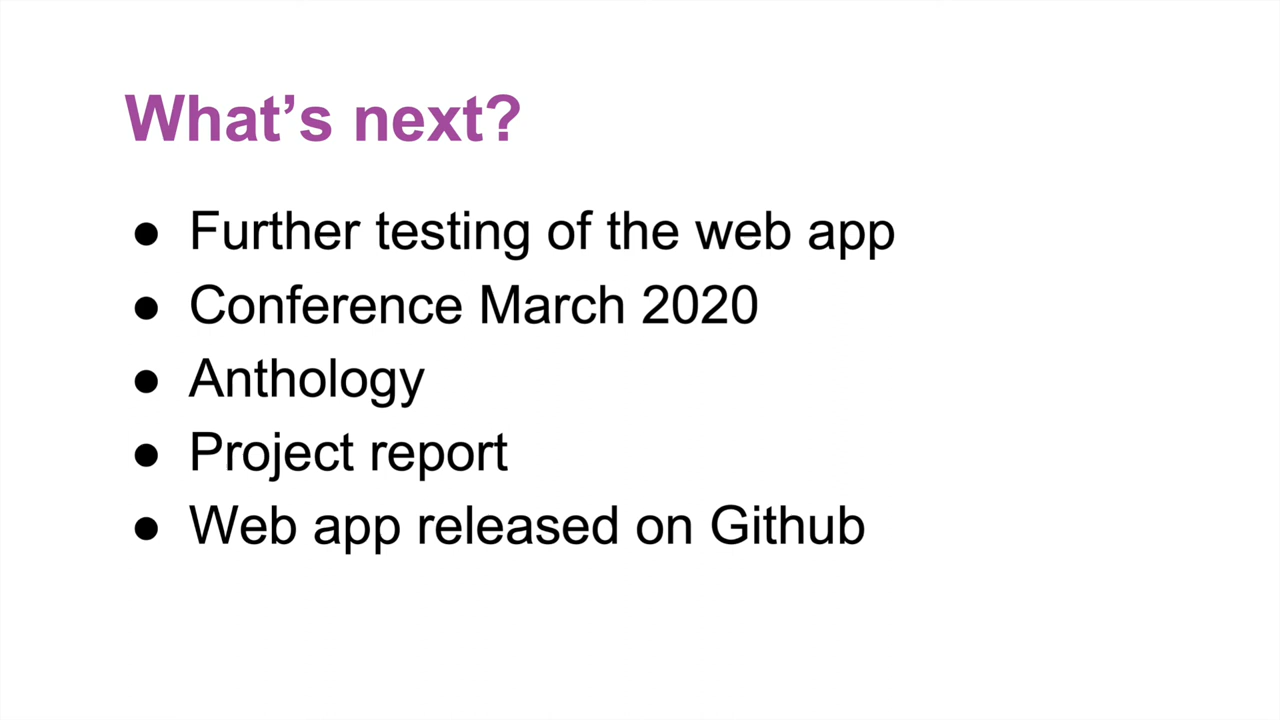 What’s next?
● Further testing of the web app
● Conference March 2020
● Anthology
● Project report
● Web app released on Github